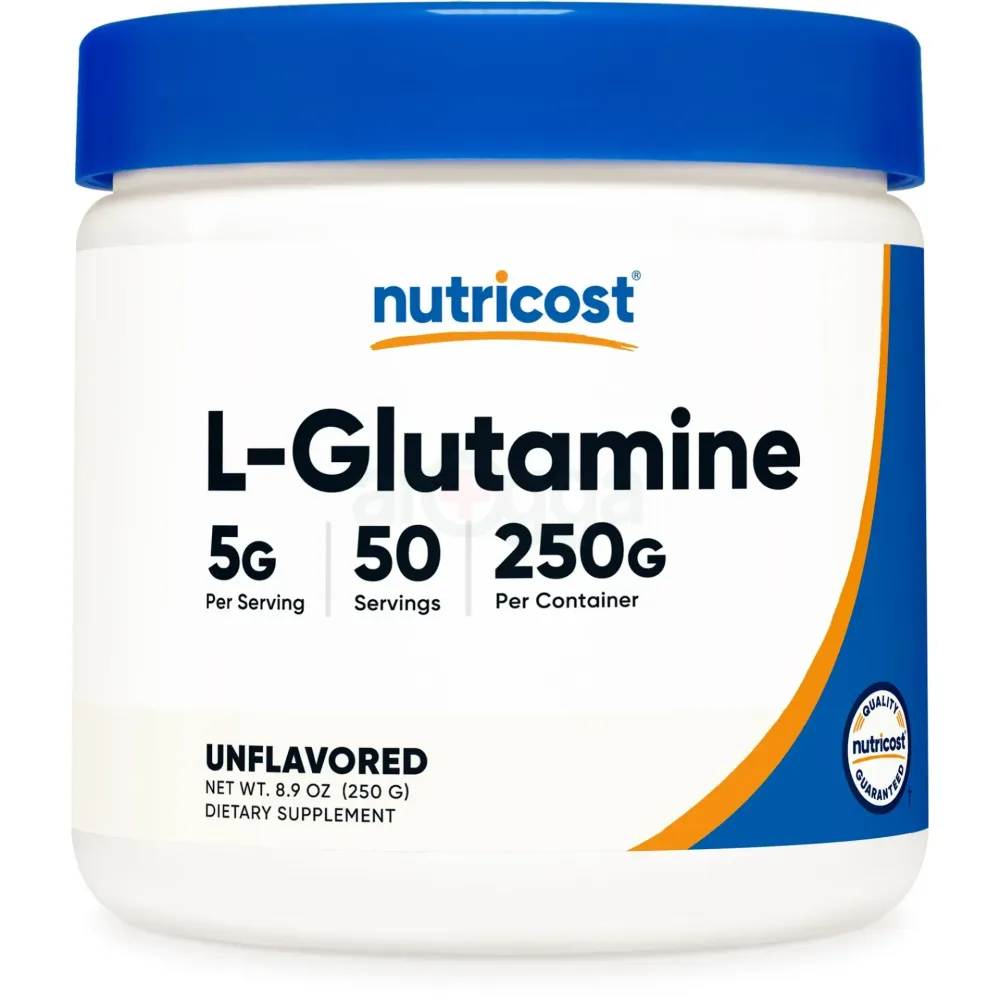 nutricost®
L-Glutamine
5G
Per Serving
50
Servings
250G
Per Container
UNFLAVORED
NET WT. 8.9 OZ (250 G)
DIETARY SUPPLEMENT
QUALITY
nutricost®
GUARANTEED
†